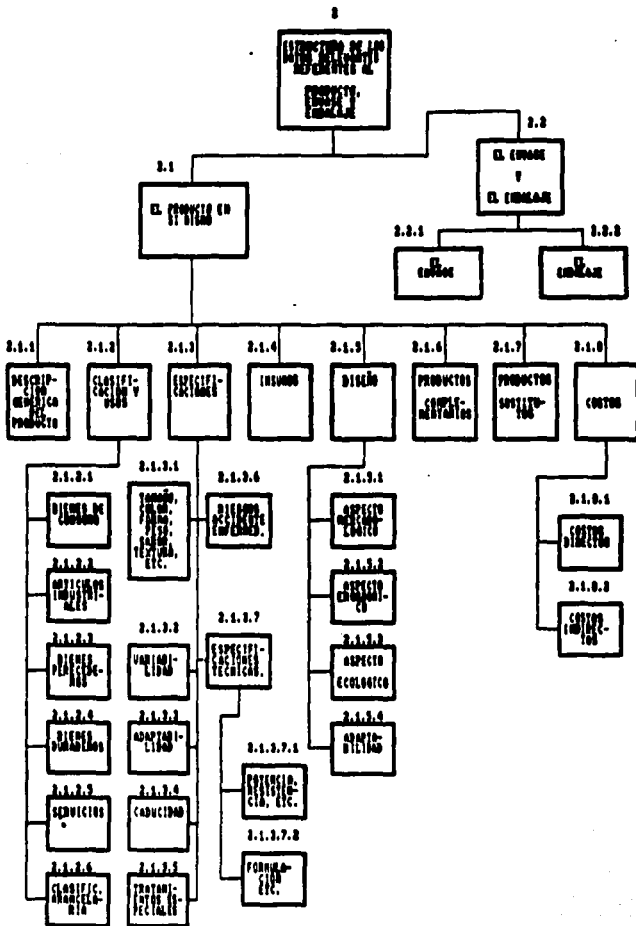 2
ESTRUCTURA DE LOS
DATOS RELEVANTES
REFERENTES AL
PRODUCTO,
ENVASE Y
EMBALAJE
2.1
EL PRODUCTO EN
SI MISMO
2.2
EL ENVASE
Y
EL EMBALAJE
2.2.1
EL
ENVASE
2.2.2
EL
EMBALAJE
2.1.1
DESCRIP-
CION
GENERICA
DEL
PRODUCTO
2.1.2
CLASIFI-
CACION Y
USOS
2.1.3
ESPECIFI-
CACIONES
2.1.4
INSUMOS
2.1.5
DISEÑO
2.1.6
PRODUCTOS
COMPLE-
MENTARIOS
2.1.7
PRODUCTOS
SUSTITU-
TOS
2.1.8
COSTOS
2.1.2.1
BIENES DE
CONSUMO
2.1.2.2
ARTICULOS
INDUSTRI-
ALES
2.1.2.3
BIENES
PERECEDE-
ROS
2.1.2.4
BIENES
DURADEROS
2.1.2.5
SERVICIOS
2.1.2.6
CLASIFIC.
ARANCELA-
RIA
2.1.3.1
TAMAÑO,
COLOR,
FORMA,
PESO,
SABOR,
TEXTURA,
ETC.
2.1.3.2
VARIABI-
LIDAD
2.1.3.3
ADAPTABI-
LIDAD
2.1.3.4
CADUCIDAD
2.1.3.5
TRATAMI-
ENTOS ES-
PECIALES
2.1.3.6
RIESGOS
ACCIDENTE
ENFERMED.
2.1.3.7
ESPECIFI-
CACIONES
TECNICAS.
2.1.3.7.1
POTENCIA,
RESISTEN-
CIA, ETC.
2.1.3.7.2
FORMULA-
CION
ETC.
2.1.5.1
ASPECTO
MERCADO-
LOGICO
2.1.5.2
ASPECTO
ERGONOMI-
CO
2.1.5.3
ASPECTO
ECOLOGICO
2.1.5.4
ADAPTA-
BILIDAD
2.1.8.1
COSTOS
DIRECTOS
2.1.8.2
COSTOS
INDIREC-
TOS